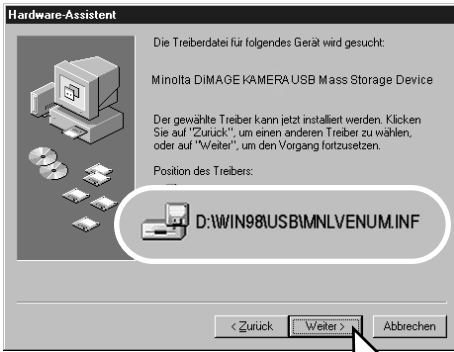 Hardware-Assistent
Die Treiberdatei für folgendes Gerät wird gesucht:
Minolta DiMAGE KAMERA USB Mass Storage Device
Der gewählte Treiber kann jetzt installiert werden. Klicken
Sie auf "Zurück", um einen anderen Treiber zu wählen,
oder auf "Weiter", um den Vorgang fortzusetzen.
Position des Treibers:
D:\WIN98\USB\MNLVENUM.INF
< Zurück
Weiter >
Abbrechen